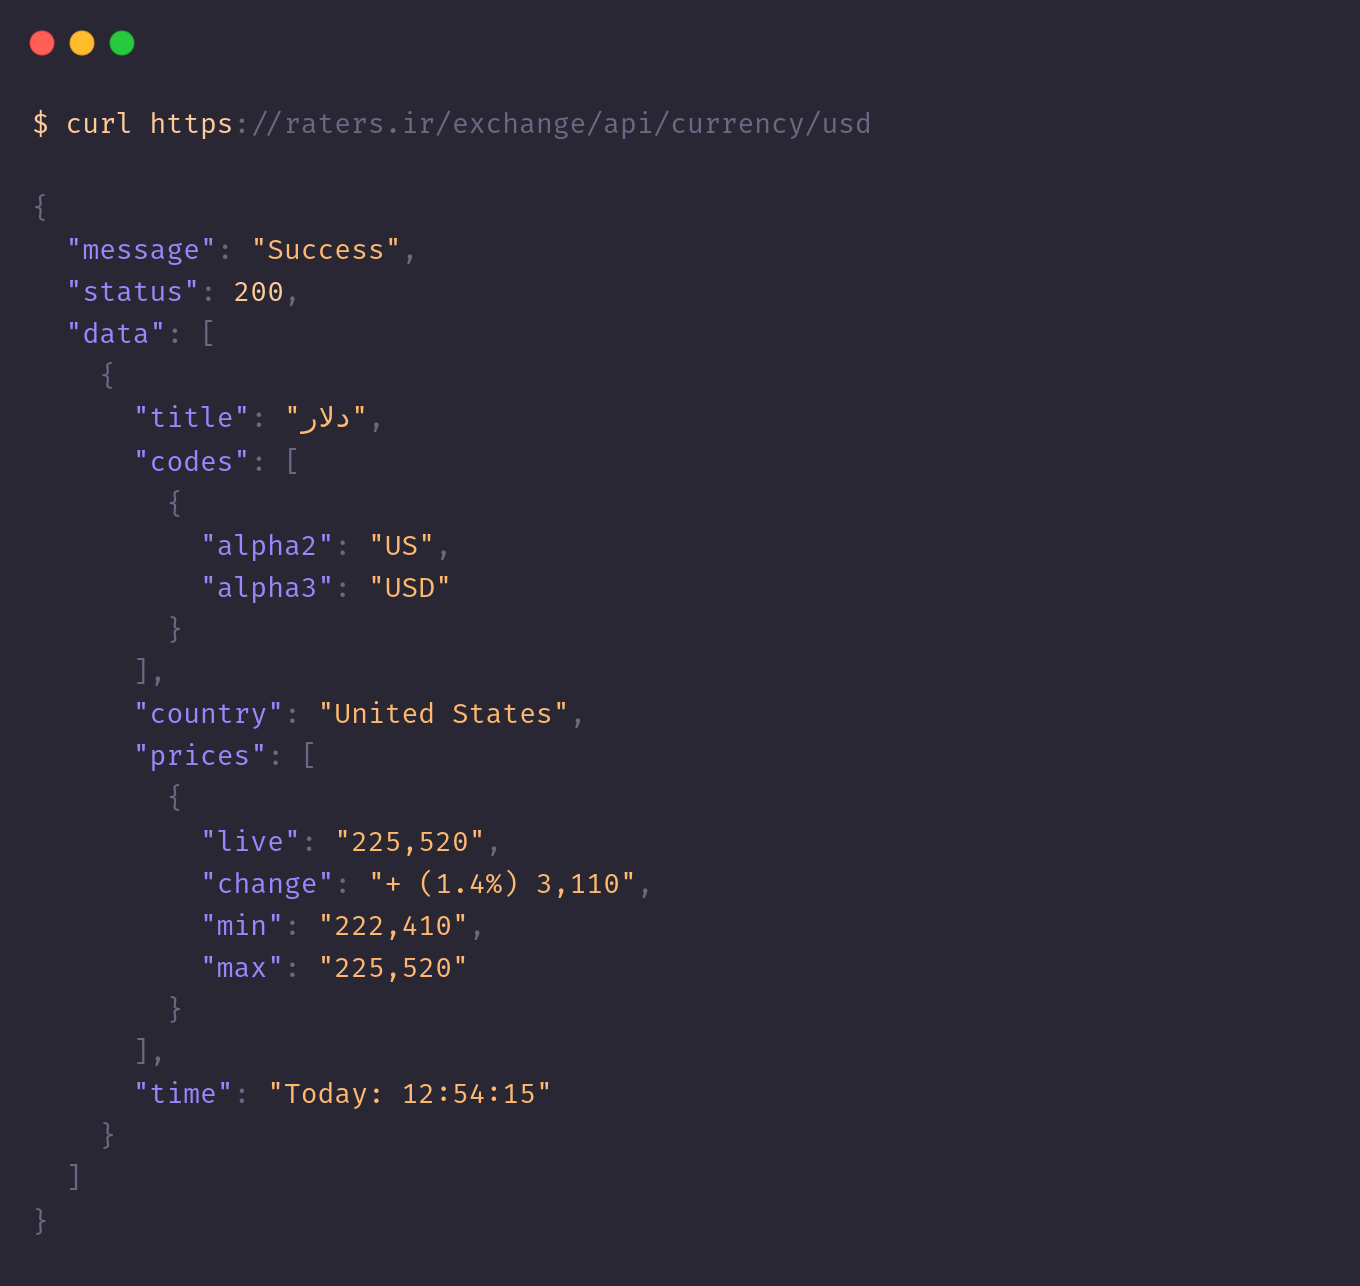 $ curl https://raters.ir/exchange/api/currency/usd
{
  "message": "Success",
  "status": 200,
  "data": [
    {
      "title": "دلار",
      "codes": [
        {
          "alpha2": "US",
          "alpha3": "USD"
        }
      ],
      "country": "United States",
      "prices": [
        {
          "live": "225,520",
          "change": "+ (1.4%) 3,110",
          "min": "222,410",
          "max": "225,520"
        }
      ],
      "time": "Today: 12:54:15"
    }
  ]
}